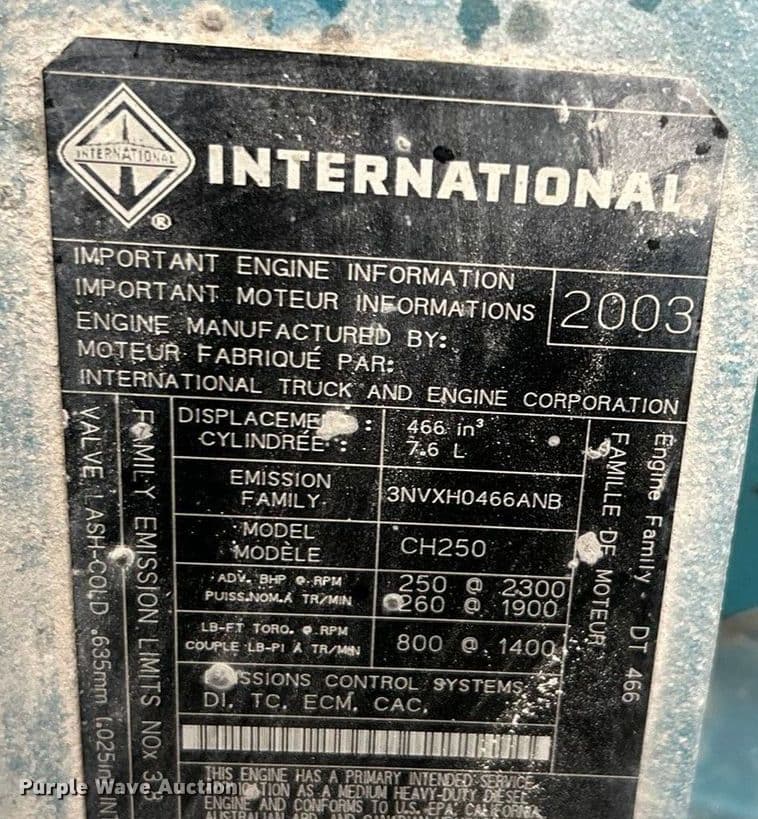 INTERNATIONAL
®
INTERNATIONAL
IMPORTANT ENGINE INFORMATION
IMPORTANT MOTEUR INFORMATIONS
2003
ENGINE MANUFACTURED BY:
MOTEUR FABRIQUÉ PAR:
INTERNATIONAL TRUCK AND ENGINE CORPORATION
VALVE LASH-COLD .635mm (.025in
FAMILY EMISSION LIMITS NOX
DISPLACEME :
CYLINDRÉE :
466 in³
7.6 L
EMISSION
FAMILY
3NVXH0466ANB
MODEL
MODÈLE
CH250
ADV. BHP @ RPM
PUISS.NOM.À TR/MIN
250 @ 2300
260 @ 1900
LB-FT TORQ. @ RPM
COUPLE LB-PI À TR/MIN
800 @ 1400
Engine Family - DT 466
FAMILLE DE MOTEUR
SSIONS CONTROL SYSTEMS
DI, TC, ECM, CAC,
THIS ENGINE HAS A PRIMARY INTENDED SERVICE
AS A MEDIUM HEAVY-DUTY DIESEL
ENGINE AND CONFORMS TO U.S. EPA, CALIFORNIA
Purple Wave Auction